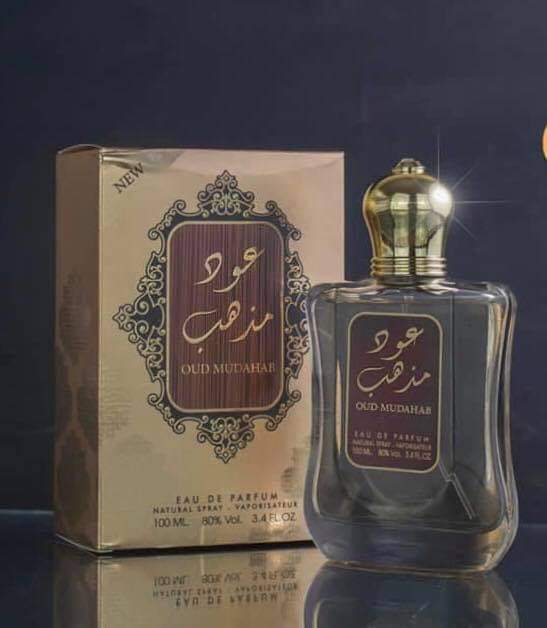 NEW
عود
مذهب
OUD MUDAHAB
EAU DE PARFUM
NATURAL SPRAY - VAPORISATEUR
100 ML. 80% Vol. 3.4 FL.OZ
عود
مذهب
OUD MUDAHAB
EAU DE PARFUM
NATURAL SPRAY - VAPORISATEUR
100 ML. 80% Vol. 3.4 FL.OZ